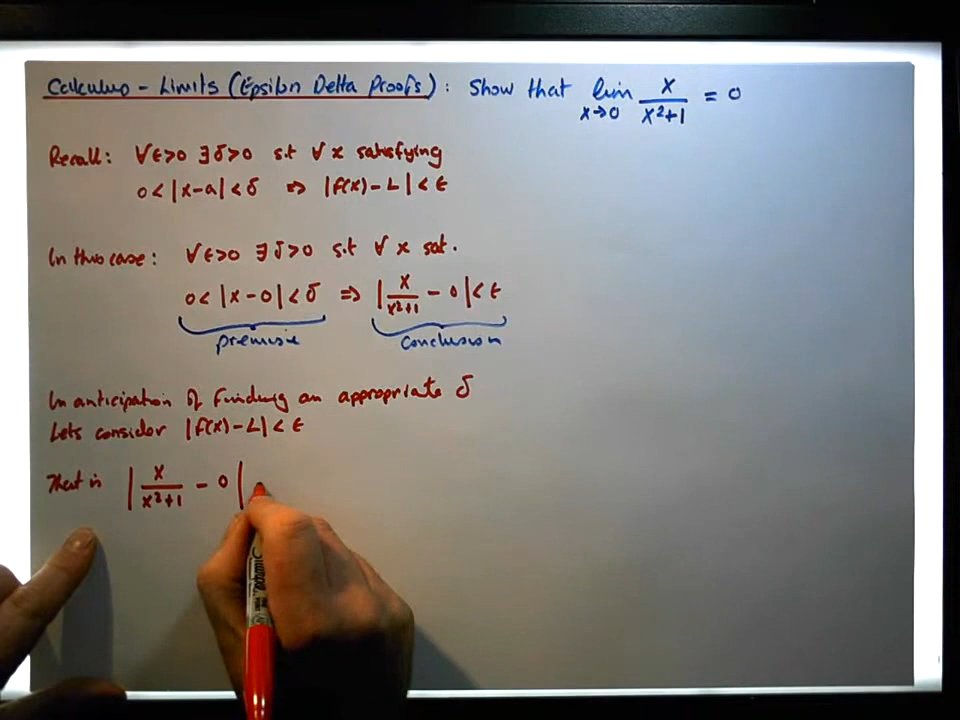 Calculus - Limits (Epsilon Delta Proofs): Show that lim x→0 x/(x²+1) = 0
Recall: ∀ε>0 ∃δ>0 s.t ∀ x satisfying
0<|x-a|<δ ⇒ |f(x)-L|<ε
In this case: ∀ε>0 ∃δ>0 s.t ∀ x sat.
0<|x-0|<δ ⇒ |x/(x²+1) - 0|<ε
premise conclusion
In anticipation of finding an appropriate δ
Lets consider |f(x)-L|<ε
That is |x/(x²+1) - 0|
Sharpie